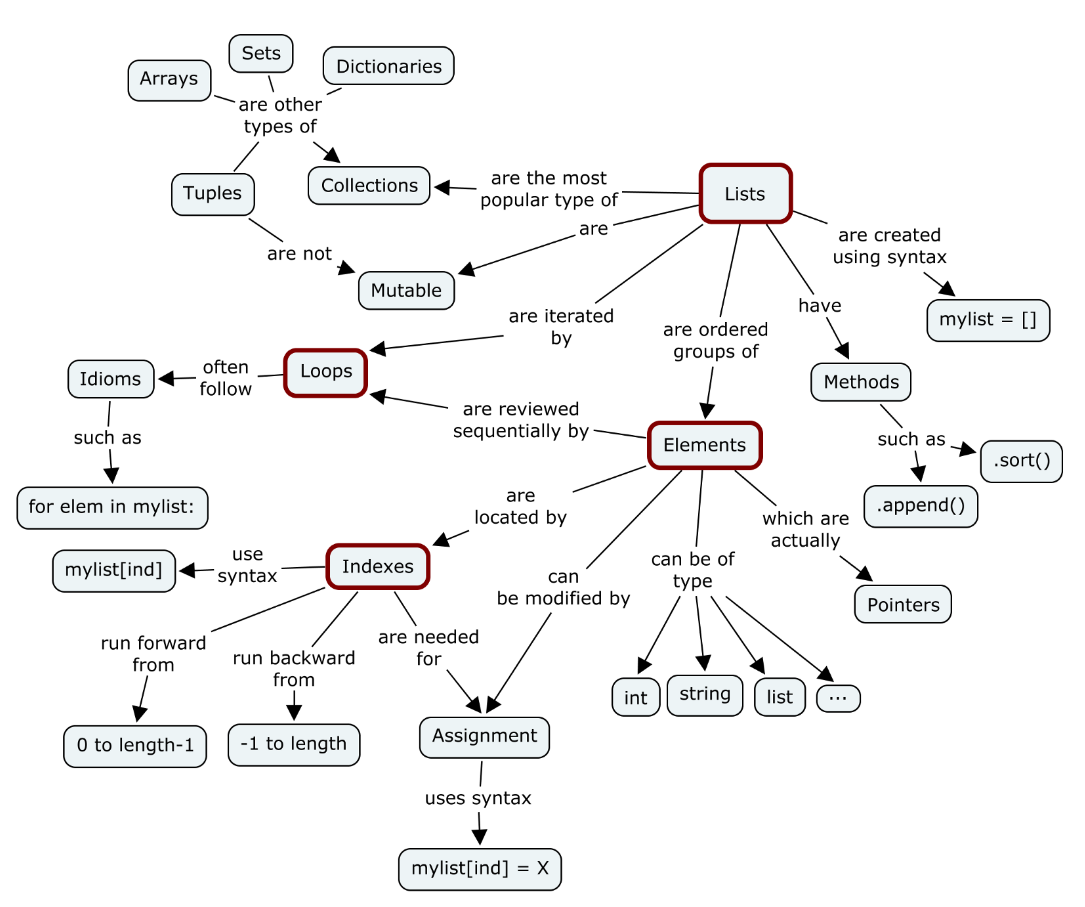 Sets
Dictionaries
Arrays
are other
types of
Tuples
Collections
are the most
popular type of
Lists
are
are not
Mutable
are created
using syntax
mylist = []
have
are iterated
by
are ordered
groups of
Methods
such as
.sort()
.append()
Loops
often
follow
Idioms
such as
for elem in mylist:
are reviewed
sequentially by
Elements
are
located by
which are
actually
Pointers
can be of
type
int
string
list
...
can
be modified by
Indexes
use
syntax
mylist[ind]
run forward
from
0 to length-1
run backward
from
-1 to length
are needed
for
Assignment
uses syntax
mylist[ind] = X